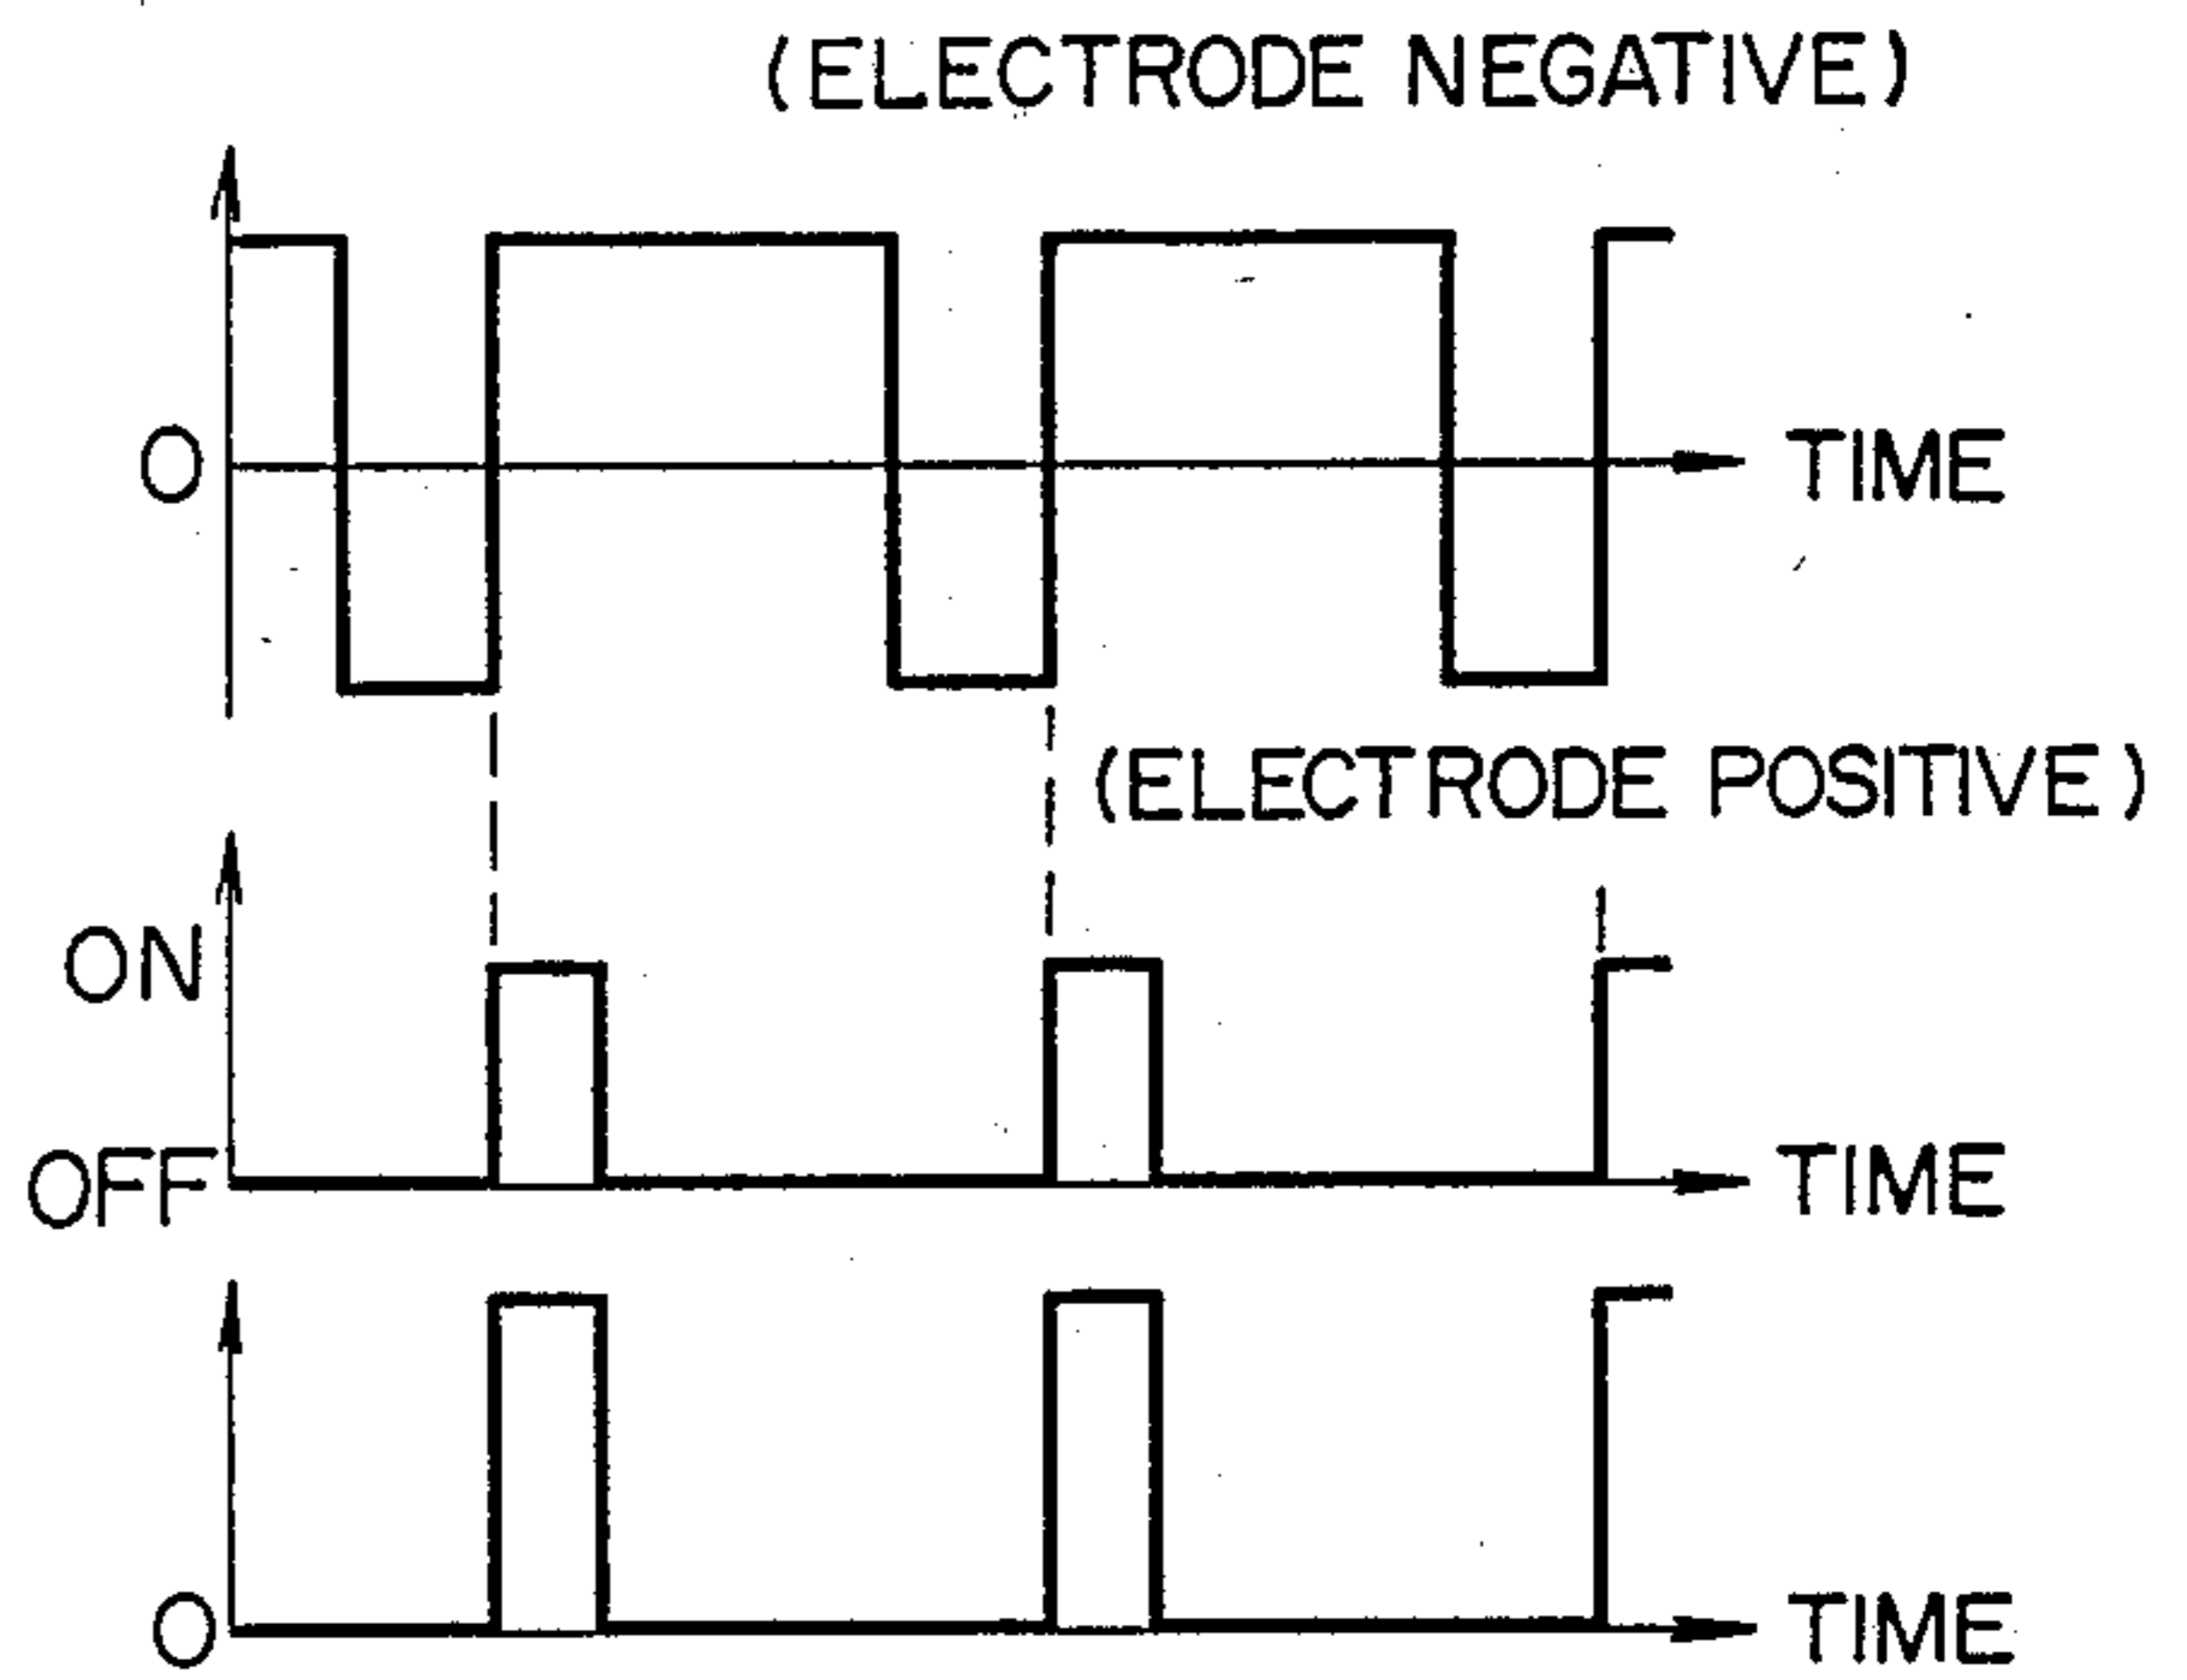 (ELECTRODE NEGATIVE)
O
TIME
(ELECTRODE POSITIVE)
ON
OFF
TIME
O
TIME